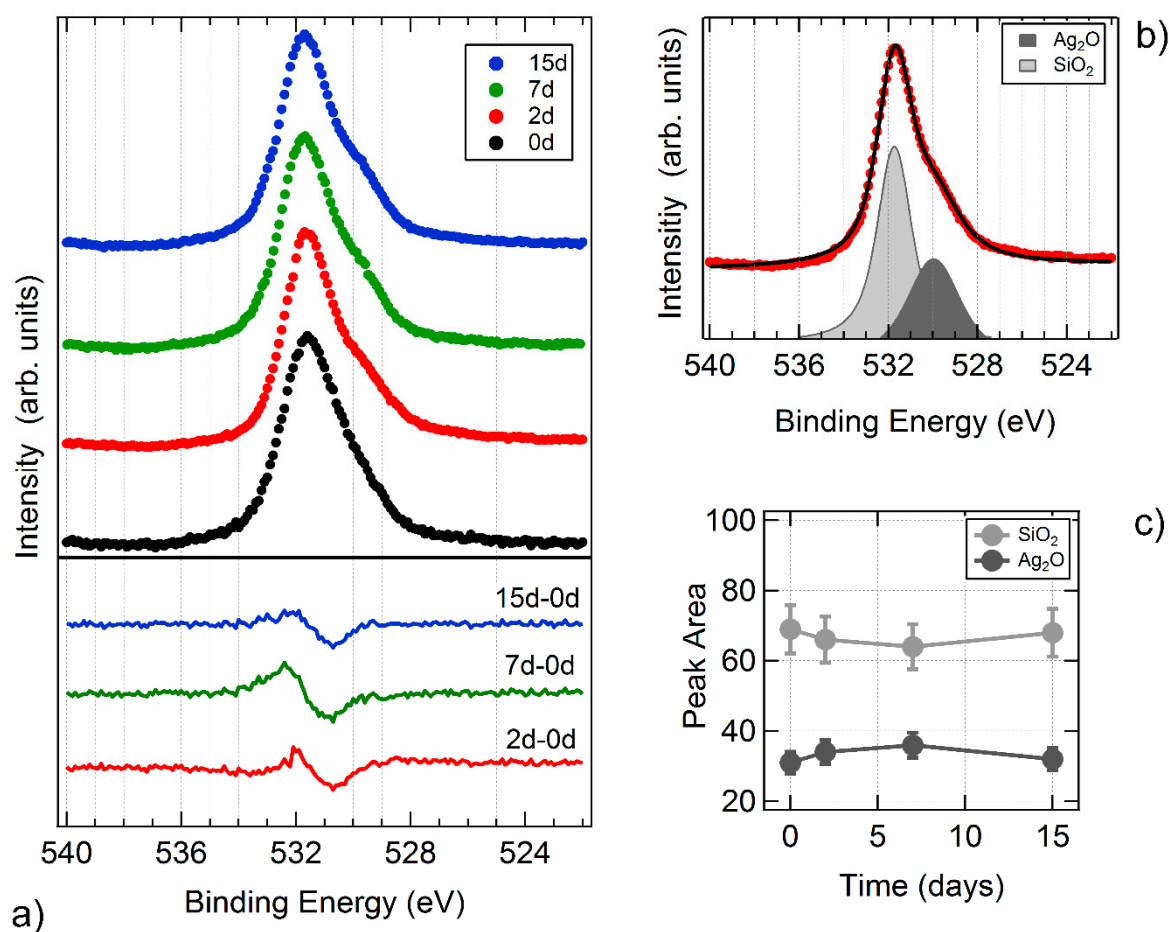 15d
7d
2d
0d
Intensity (arb. units)
15d-0d
7d-0d
2d-0d
540 536 532 528 524
Binding Energy (eV)
a)
Ag₂O
SiO₂
b)
Intensitiy (arb. units)
540 536 532 528 524
Binding Energy (eV)
c)
SiO₂
Ag₂O
100
80
60
40
20
Peak Area
0 5 10 15
Time (days)